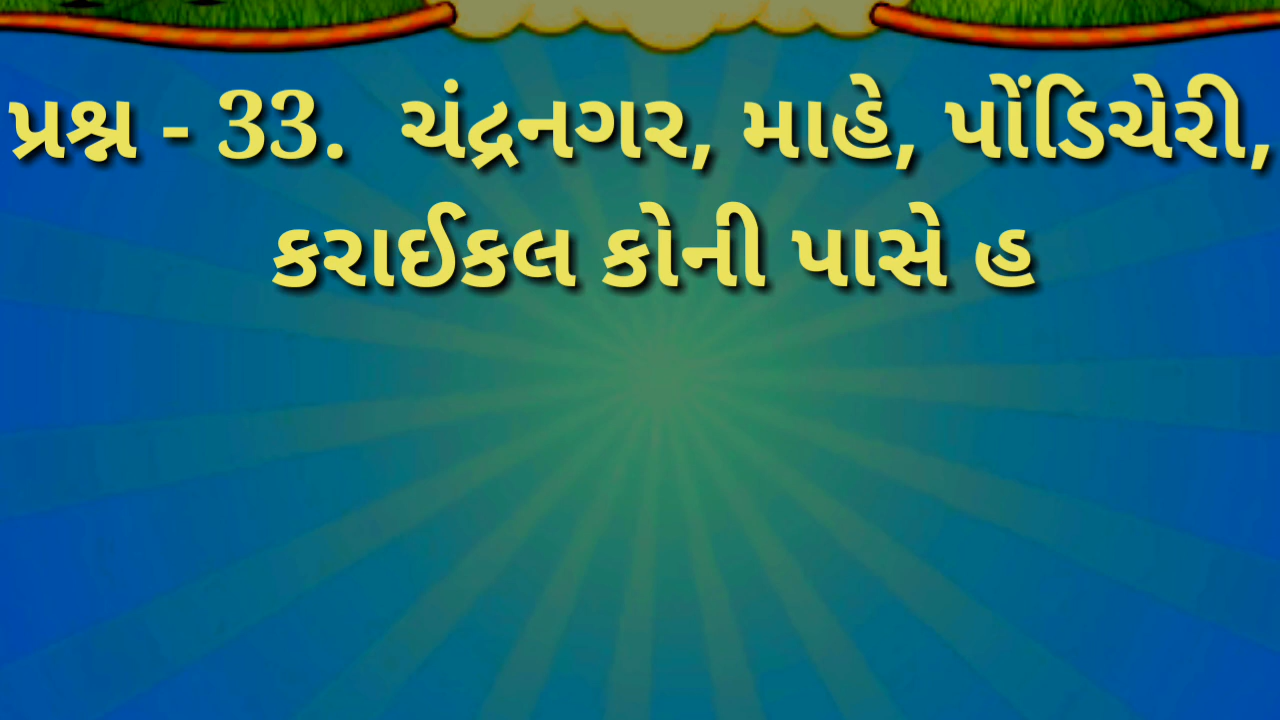 પ્રશ્ન - 33. ચંદ્રનગર, માહે, પોંડિચેરી,
કરાઈકલ કોની પાસે હ